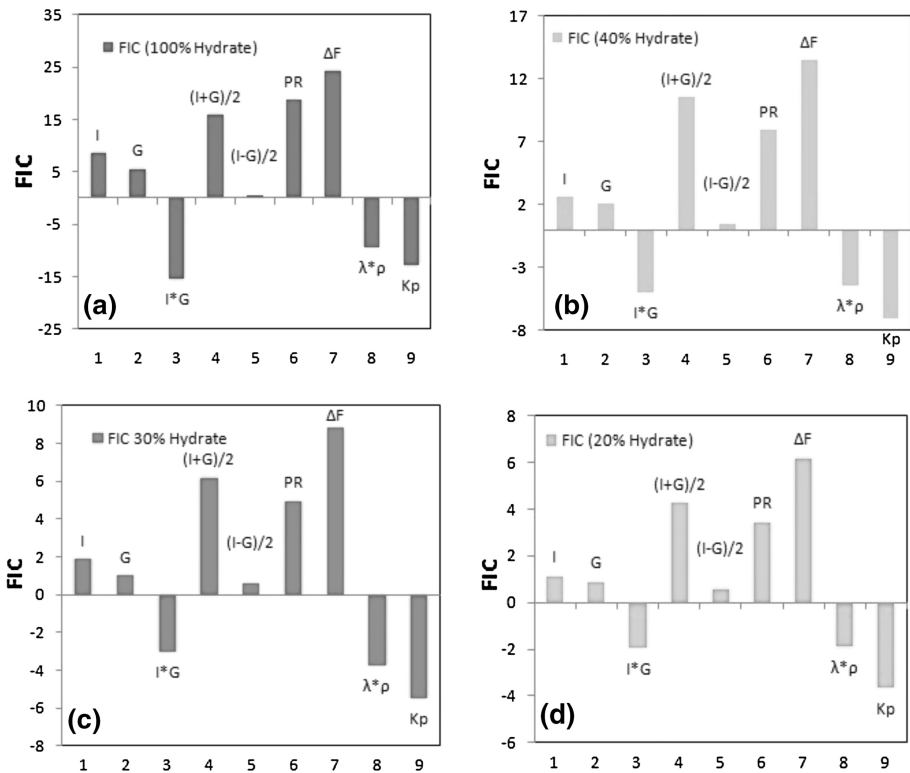 35
25
15
5
-5
-15
-25
FIC
FIC (100% Hydrate)
I
G
I*G
(I+G)/2
(I-G)/2
PR
ΔF
λ*ρ
Kp
(a)
1 2 3 4 5 6 7 8 9
17
12
7
2
-3
-8
FIC
FIC (40% Hydrate)
I
G
I*G
(I+G)/2
(I-G)/2
PR
ΔF
λ*ρ
Kp
(b)
1 2 3 4 5 6 7 8 9
10
8
6
4
2
0
-2
-4
-6
-8
FIC
FIC 30% Hydrate
I
G
I*G
(I+G)/2
(I-G)/2
PR
ΔF
λ*ρ
Kp
(c)
1 2 3 4 5 6 7 8 9
8
6
4
2
0
-2
-4
-6
FIC
FIC (20% Hydrate)
I
G
I*G
(I+G)/2
(I-G)/2
PR
ΔF
λ*ρ
Kp
(d)
1 2 3 4 5 6 7 8 9